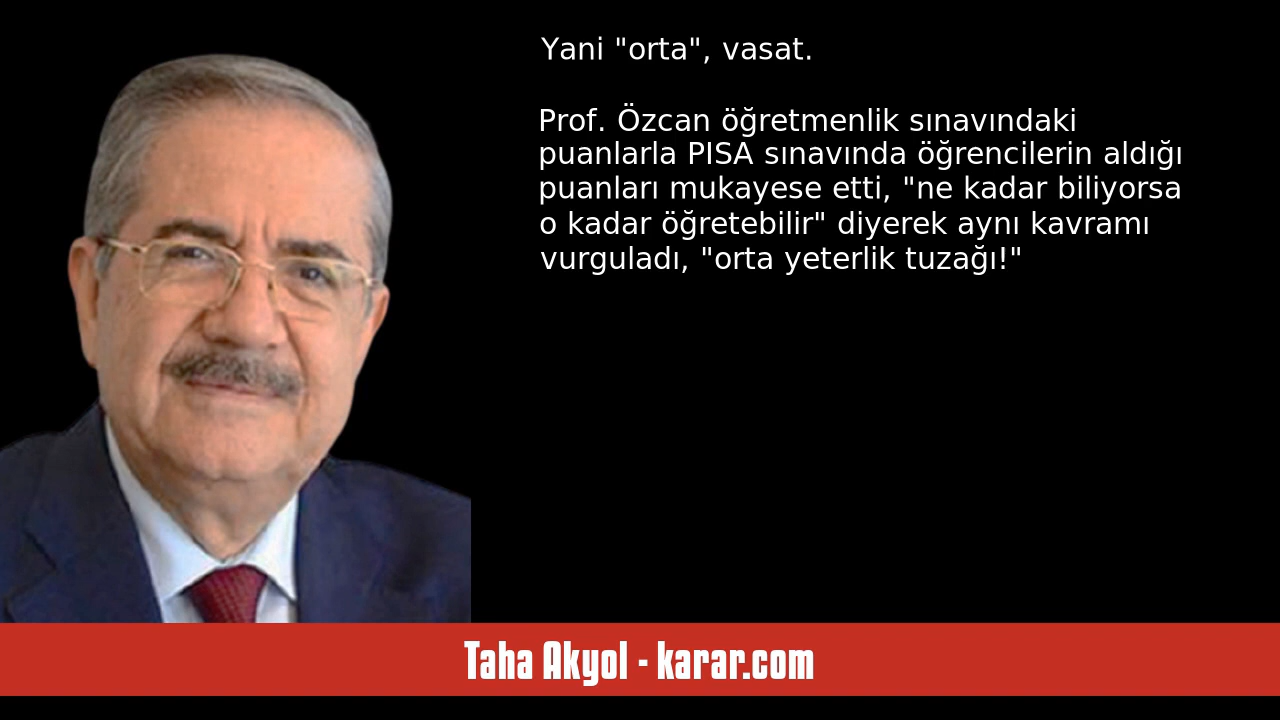 Yani "orta", vasat.
Prof. Özcan öğretmenlik sınavındaki
puanlarla PISA sınavında öğrencilerin aldığı
puanları mukayese etti, "ne kadar biliyorsa
o kadar öğretebilir" diyerek aynı kavramı
vurguladı, "orta yeterlik tuzağı!"
Taha Akyol - karar.com